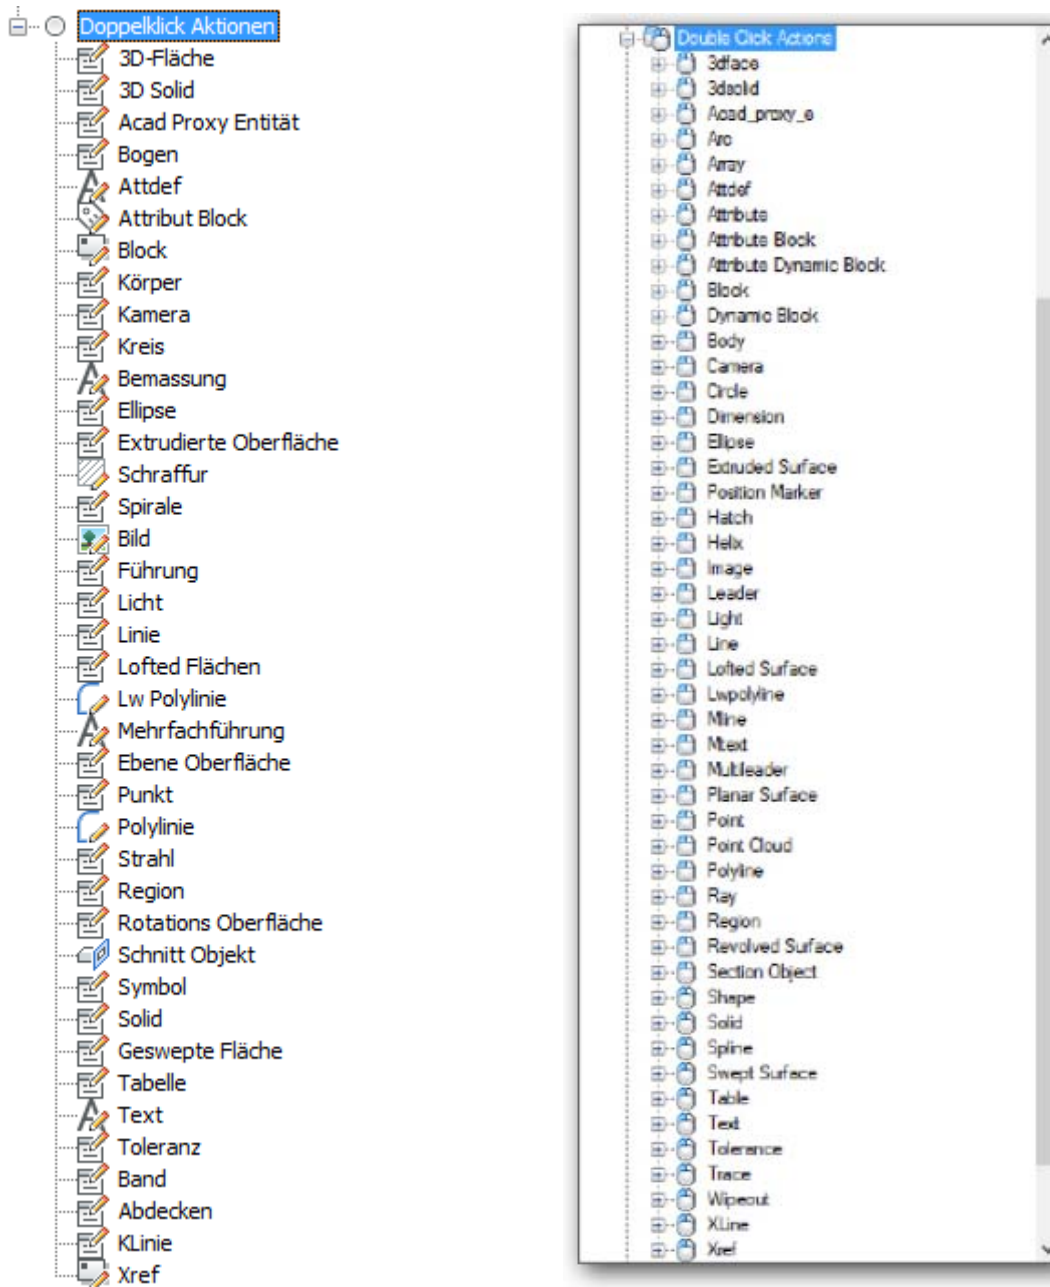 Doppelklick Aktionen
3D-Fläche
3D Solid
Acad Proxy Entität
Bogen
Attdef
Attribut Block
Block
Körper
Kamera
Kreis
Bemassung
Ellipse
Extrudierte Oberfläche
Schraffur
Spirale
Bild
Führung
Licht
Linie
Lofted Flächen
Lw Polylinie
Mehrfachführung
Ebene Oberfläche
Punkt
Polylinie
Strahl
Region
Rotations Oberfläche
Schnitt Objekt
Symbol
Solid
Geswepte Fläche
Tabelle
Text
Toleranz
Band
Abdecken
KLinie
Xref
Double Click Actions
3dface
3dsolid
Acad_proxy_e
Arc
Array
Attdef
Attribute
Attribute Block
Attribute Dynamic Block
Block
Dynamic Block
Body
Camera
Circle
Dimension
Ellipse
Extruded Surface
Position Marker
Hatch
Helix
Image
Leader
Light
Line
Lofted Surface
Lwpolyline
Mline
Mtext
Multileader
Planar Surface
Point
Point Cloud
Polyline
Ray
Region
Revolved Surface
Section Object
Shape
Solid
Spline
Swept Surface
Table
Text
Tolerance
Trace
Wipeout
XLine
Xref